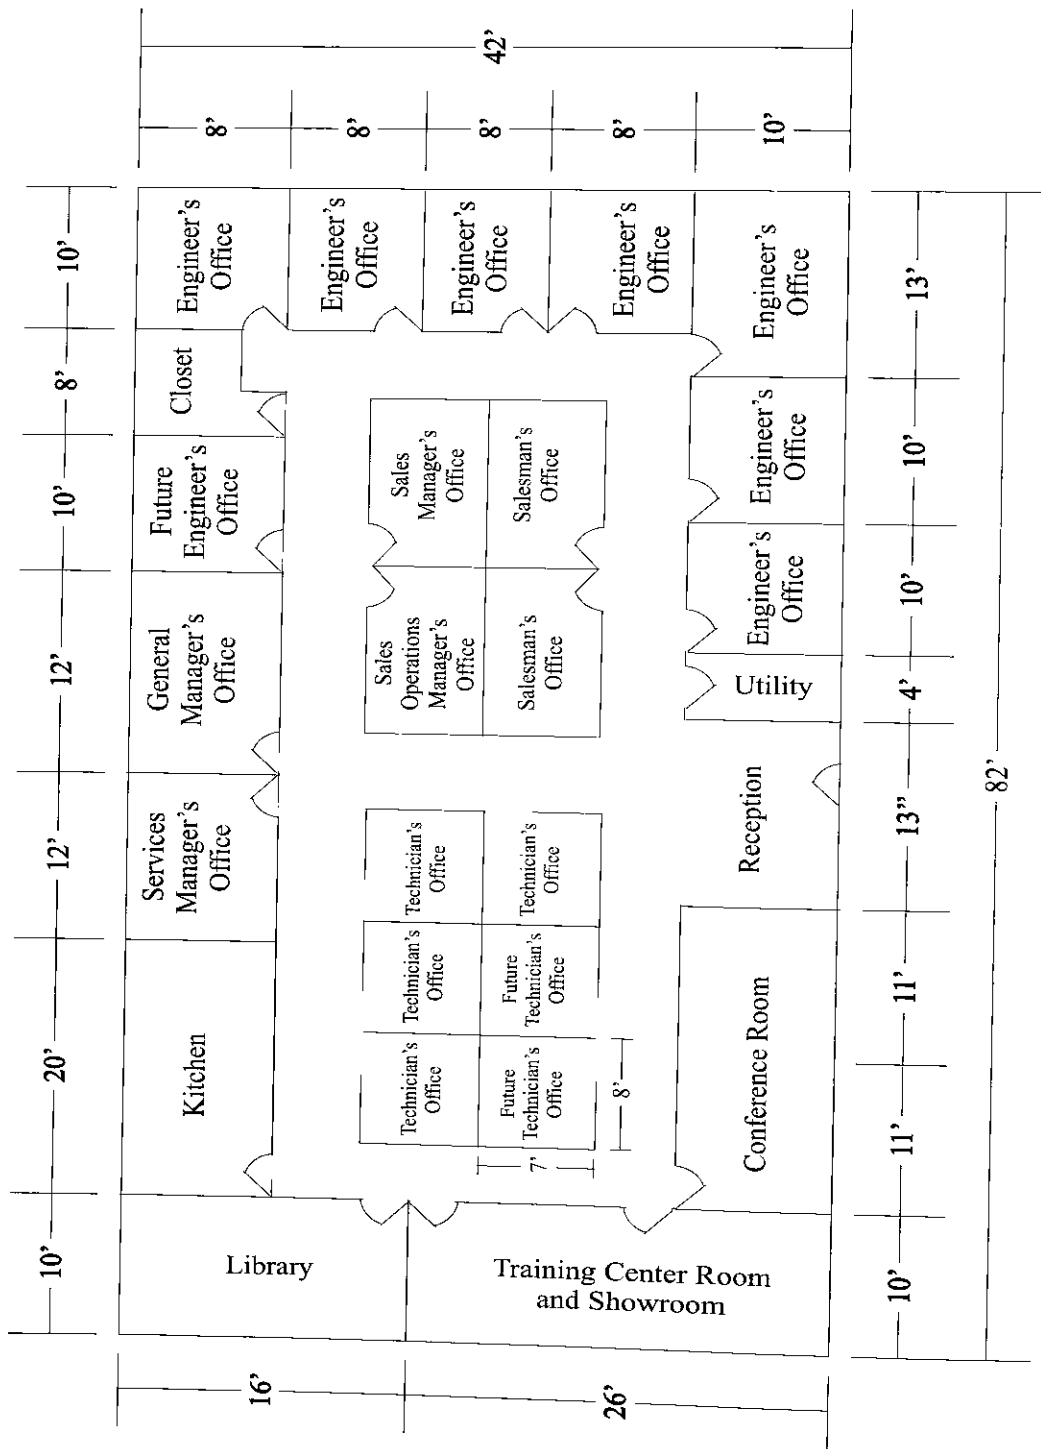 42'
8'
8'
8'
8'
10'
10'
8'
10'
12'
12'
20'
10'
Engineer's
Office
Engineer's
Office
Engineer's
Office
Engineer's
Office
Engineer's
Office
Closet
Future
Engineer's
Office
General
Manager's
Office
Services
Manager's
Office
Kitchen
Sales
Manager's
Office
Salesman's
Office
Sales
Operations
Manager's
Office
Salesman's
Office
Technician's
Office
Technician's
Office
Technician's
Office
Future
Technician's
Office
Technician's
Office
Future
Technician's
Office
8'
7'
Engineer's
Office
Engineer's
Office
Utility
Reception
Conference Room
Library
Training Center Room
and Showroom
13'
10'
10'
4'
13"
11'
11'
10'
82'
16'
26'